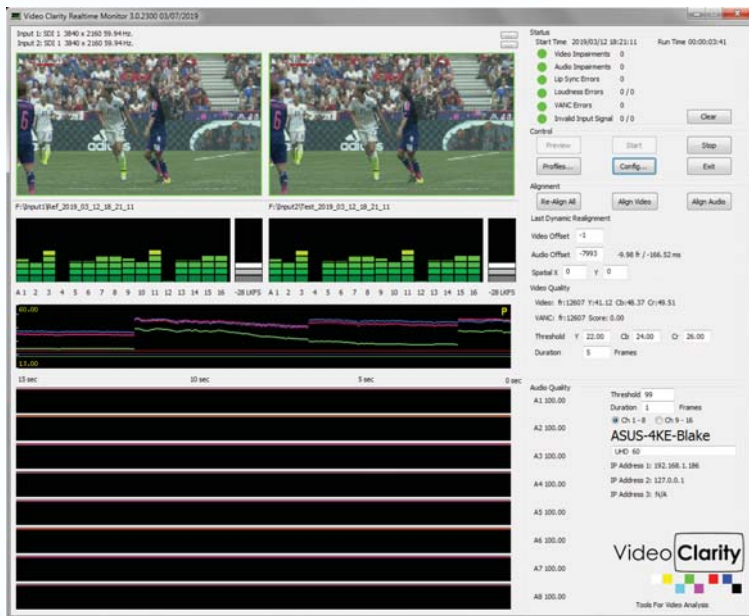 Video Clarity Realtime Monitor 3.0.2300 03/07/2019
Input 1: SDI 1 3840 x 2160 59.94 Hz.
Input 2: SDI 1 3840 x 2160 59.94 Hz.
adidas
adidas
F:\Input1\Ref_2019_03_12_18_21_11
F:\Input2\Test_2019_03_12_18_21_11
A 1 2 3 4 5 6 7 8 9 10 11 12 13 14 15 16 -28 LKFS
A 1 2 3 4 5 6 7 8 9 10 11 12 13 14 15 16 -28 LKFS
60.00
P
13.00
15 sec 10 sec 5 sec 0 sec
Status
Start Time 2019/03/12 18:21:11 Run Time 00:00:03:41
Video Impairments 0
Audio Impairments 0
Lip Sync Errors 0
Loudness Errors 0 / 0
VANC Errors 0
Invalid Input Signal 0 / 0
Clear
Control
Preview Start Stop
Profiles... Config... Exit
Alignment
Re-Align All Align Video Align Audio
Last Dynamic Realignment
Video Offset -1
Audio Offset -7993 -9.98 fr / -166.52 ms
Spatial X 0 Y 0
Video Quality
Video: fr:12607 Y:41.12 Cb:48.37 Cr:49.51
VANC: fr:12607 Score: 0.00
Threshold Y 22.00 Cb 24.00 Cr 26.00
Duration 5 Frames
Audio Quality
A1 100.00
A2 100.00
A3 100.00
A4 100.00
A5 100.00
A6 100.00
A7 100.00
A8 100.00
Threshold 99
Duration 1 Frames
Ch 1 - 8 Ch 9 - 16
ASUS-4KE-Blake
UHD 60
IP Address 1: 192.168.1.186
IP Address 2: 127.0.0.1
IP Address 3: N/A
Video Clarity
Tools For Video Analysis